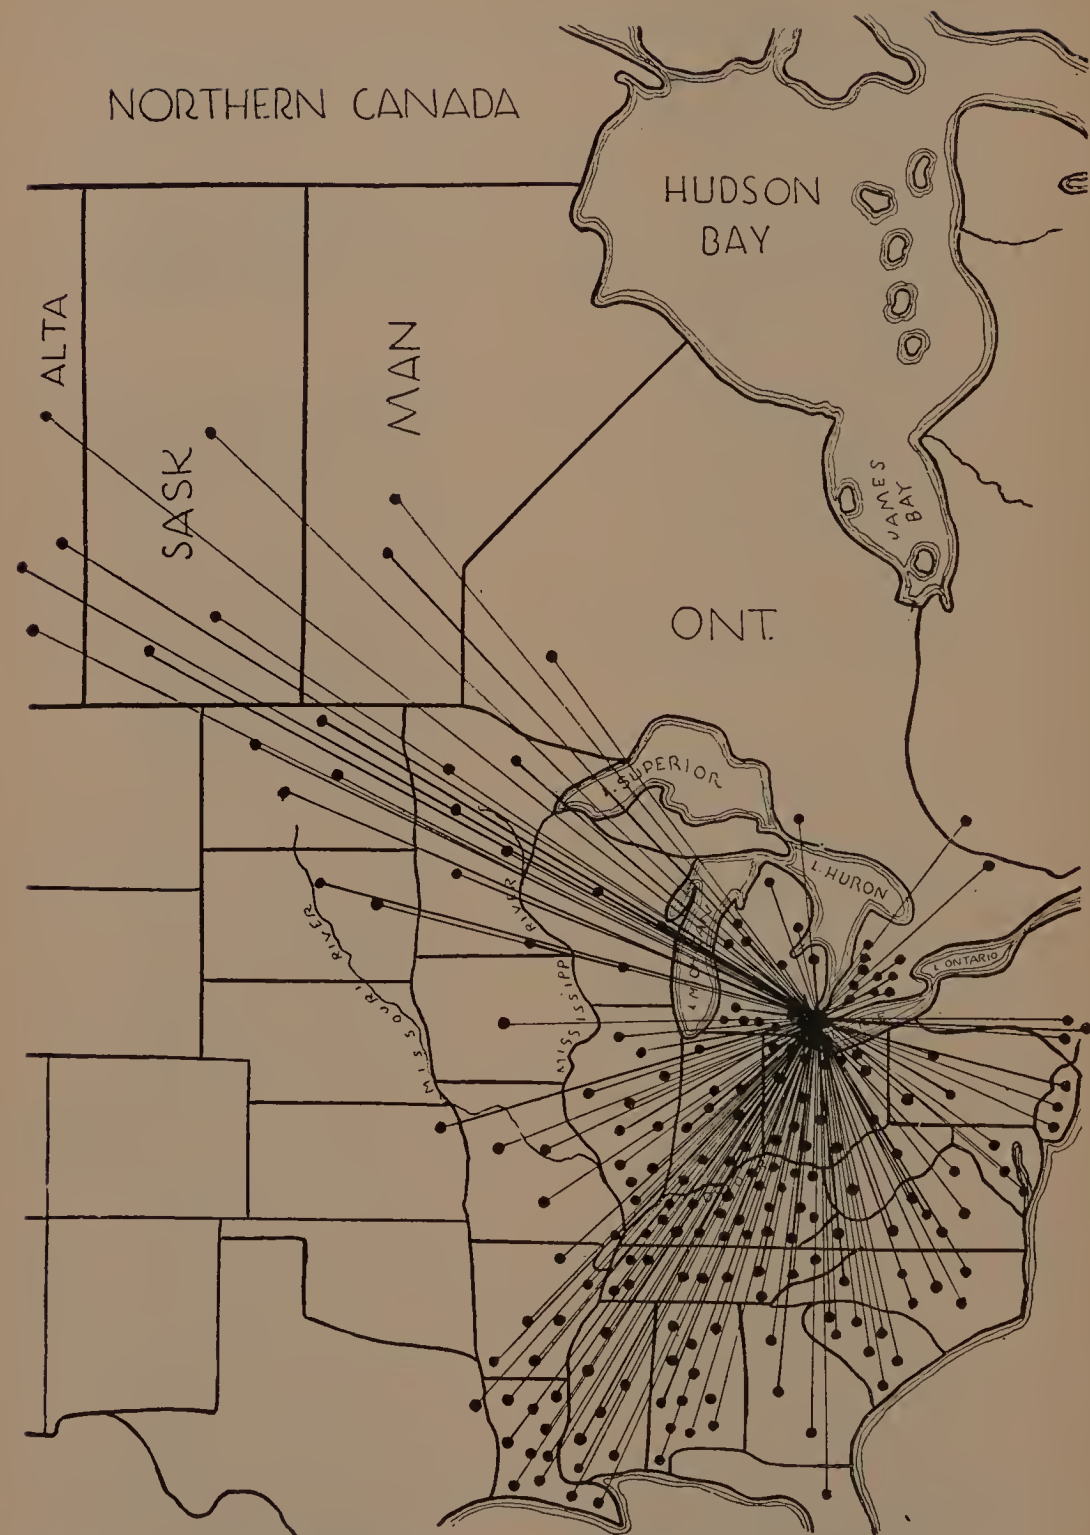 NORTHERN CANADA
HUDSON
BAY
ALTA
MAN
SASK
JAMES
BAY
ONT.
L. SUPERIOR
L. HURON
L. ONTARIO
RIVER
MISSOURI
RIVER
MISSISSIPPI